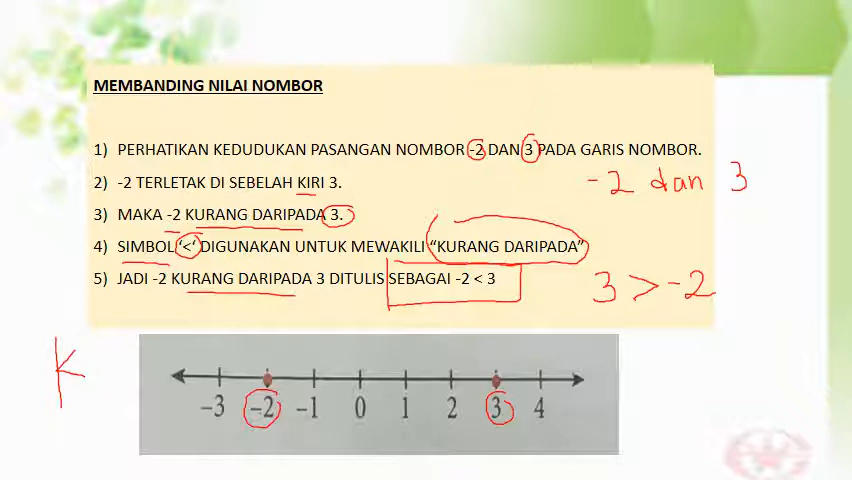 MEMBANDING NILAI NOMBOR
1) PERHATIKAN KEDUDUKAN PASANGAN NOMBOR -2 DAN 3 PADA GARIS NOMBOR.
2) -2 TERLETAK DI SEBELAH KIRI 3.
-2 dan 3
3) MAKA -2 KURANG DARIPADA 3.
4) SIMBOL ‘<‘ DIGUNAKAN UNTUK MEWAKILI “KURANG DARIPADA”
5) JADI -2 KURANG DARIPADA 3 DITULIS SEBAGAI -2 < 3
3 > -2
K
-3 -2 -1 0 1 2 3 4